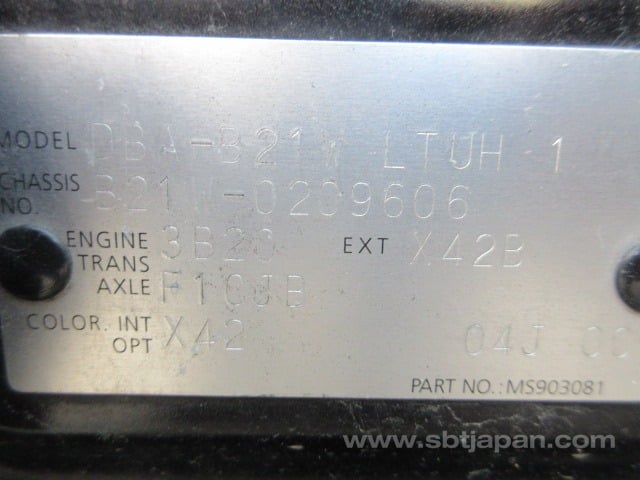 MODEL DBA-B21W LTUH 1
CHASSIS NO. B21W-0209606
ENGINE 3B20 EXT X42B
TRANS AXLE F1CJB
COLOR. INT X42
OPT 04J
PART NO.: MS903081
www.sbtjapan.com